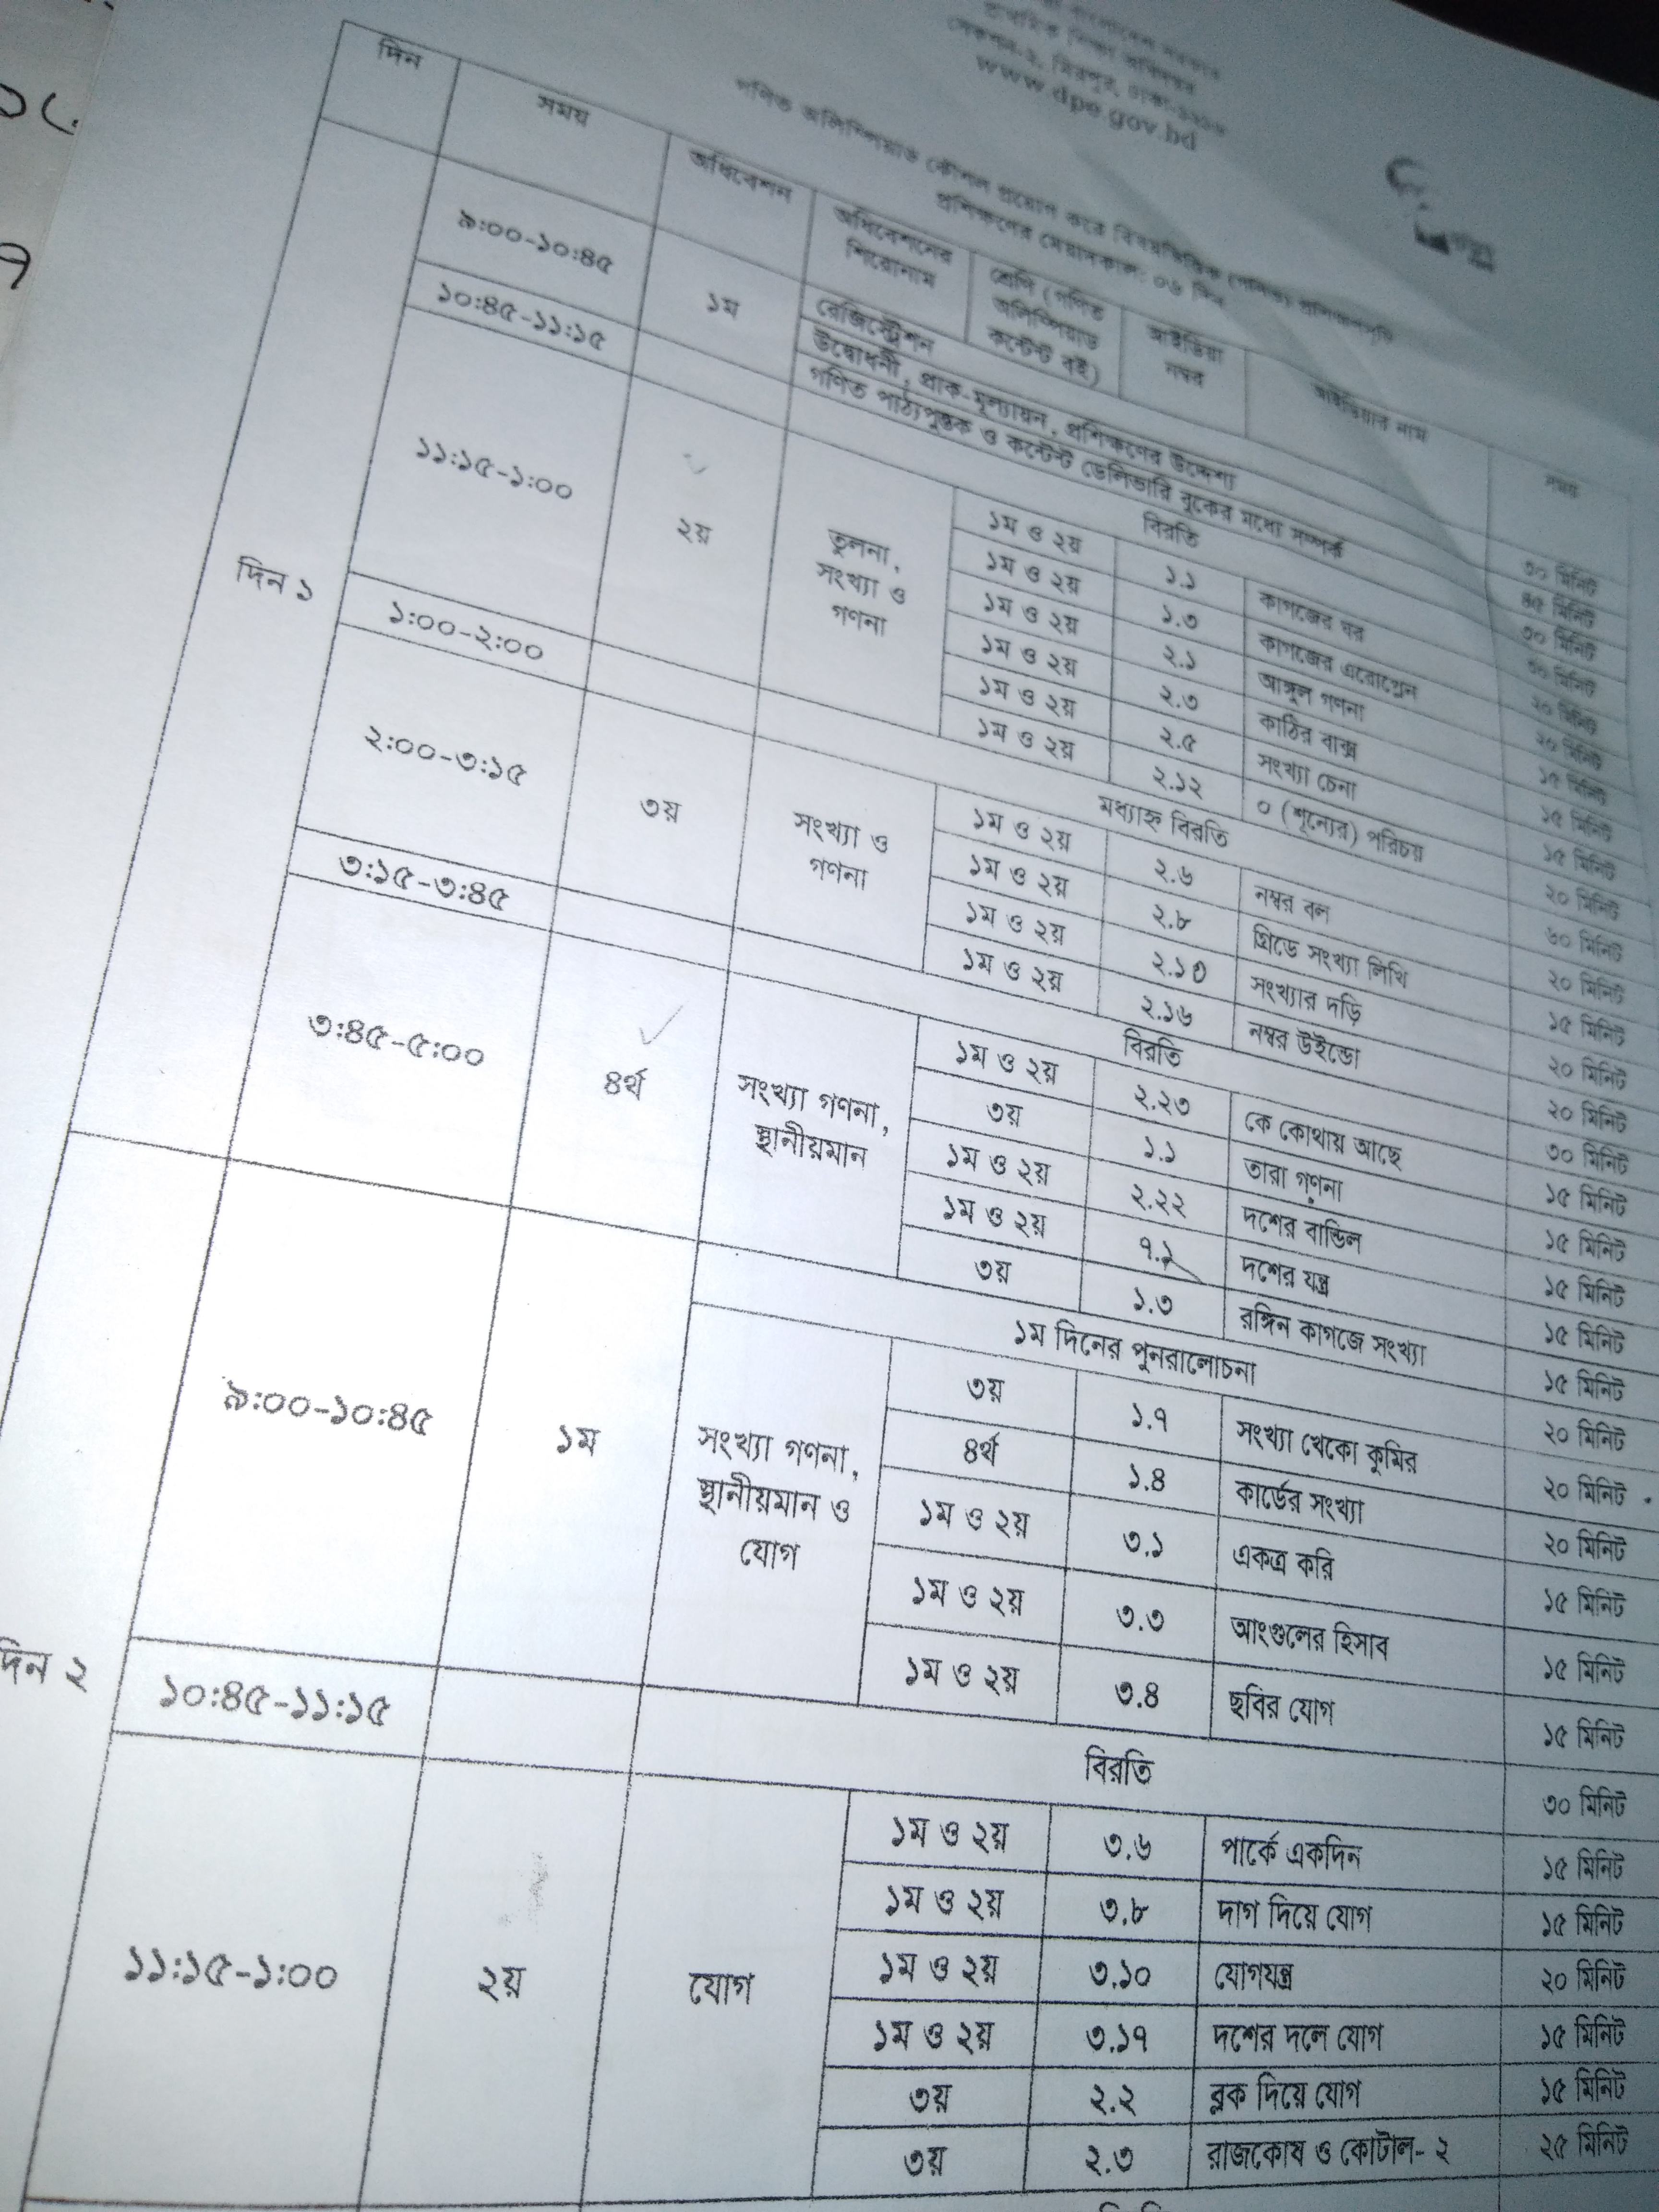 www.dpe.gov.bd
গণিত অলিম্পিয়াড কৌশল প্রয়োগ করে বিষয়ভিত্তিক (গণিত) প্রশিক্ষণসূচি
প্রশিক্ষণের মেয়াদকাল: ০৬ দিন
দিন সময় অধিবেশন অধিবেশনের শিরোনাম শ্রেণি (গণিত অলিম্পিয়াড কন্টেন্ট বই) আইডিয়া নম্বর আইডিয়ার নাম সময়
দিন ১
৯:০০-১০:৪৫ ১ম রেজিস্ট্রেশন ৩০ মিনিট
উদ্বোধনী, প্রাক-মূল্যায়ন, প্রশিক্ষণের উদ্দেশ্য ৪৫ মিনিট
গণিত পাঠ্যপুস্তক ও কন্টেন্ট ডেলিভারি বুকের মধ্যে সম্পর্ক ৩০ মিনিট
১০:৪৫-১১:১৫ বিরতি ৩০ মিনিট
১১:১৫-১:০০ ২য় তুলনা, সংখ্যা ও গণনা
১ম ও ২য় ১.১ কাগজের ঘর ২০ মিনিট
১ম ও ২য় ১.৩ কাগজের এরোপ্লেন ২০ মিনিট
১ম ও ২য় ২.১ আঙ্গুল গণনা ১৫ মিনিট
১ম ও ২য় ২.৩ কাঠির বাক্স ১৫ মিনিট
১ম ও ২য় ২.৫ সংখ্যা চেনা ১৫ মিনিট
১ম ও ২য় ২.১২ ০ (শূন্যের) পরিচয় ২০ মিনিট
১:০০-২:০০ মধ্যাহ্ন বিরতি ৬০ মিনিট
২:০০-৩:১৫ ৩য় সংখ্যা ও গণনা
১ম ও ২য় ২.৬ নম্বর বল ২০ মিনিট
১ম ও ২য় ২.৮ গ্রিডে সংখ্যা লিখি ১৫ মিনিট
১ম ও ২য় ২.১৩ সংখ্যার দড়ি ২০ মিনিট
১ম ও ২য় ২.১৬ নম্বর উইন্ডো ২০ মিনিট
৩:১৫-৩:৪৫ বিরতি ৩০ মিনিট
৩:৪৫-৫:০০ ৪র্থ সংখ্যা গণনা, স্থানীয়মান
১ম ও ২য় ২.২৩ কে কোথায় আছে ১৫ মিনিট
৩য় ১.১ তারা গণনা ১৫ মিনিট
১ম ও ২য় ২.২২ দশের বান্ডিল ১৫ মিনিট
১ম ও ২য় ৭.১ দশের যন্ত্র ১৫ মিনিট
৩য় ১.৩ রঙ্গিন কাগজে সংখ্যা ১৫ মিনিট
দিন ২
৯:০০-১০:৪৫ ১ম সংখ্যা গণনা, স্থানীয়মান ও যোগ
১ম দিনের পুনরালোচনা ২০ মিনিট
৩য় ১.৭ সংখ্যা খেকো কুমির ২০ মিনিট
৪র্থ ১.৪ কার্ডের সংখ্যা ২০ মিনিট
১ম ও ২য় ৩.১ একত্র করি ১৫ মিনিট
১ম ও ২য় ৩.৩ আংগুলের হিসাব ১৫ মিনিট
১ম ও ২য় ৩.৪ ছবির যোগ ১৫ মিনিট
১০:৪৫-১১:১৫ বিরতি ৩০ মিনিট
১১:১৫-১:০০ ২য় যোগ
১ম ও ২য় ৩.৬ পার্কে একদিন ১৫ মিনিট
১ম ও ২য় ৩.৮ দাগ দিয়ে যোগ ১৫ মিনিট
১ম ও ২য় ৩.১০ যোগযন্ত্র ২০ মিনিট
১ম ও ২য় ৩.১৭ দশের দলে যোগ ১৫ মিনিট
৩য় ২.২ ব্লক দিয়ে যোগ ১৫ মিনিট
৩য় ২.৩ রাজকোষ ও কোটাল- ২ ২৫ মিনিট